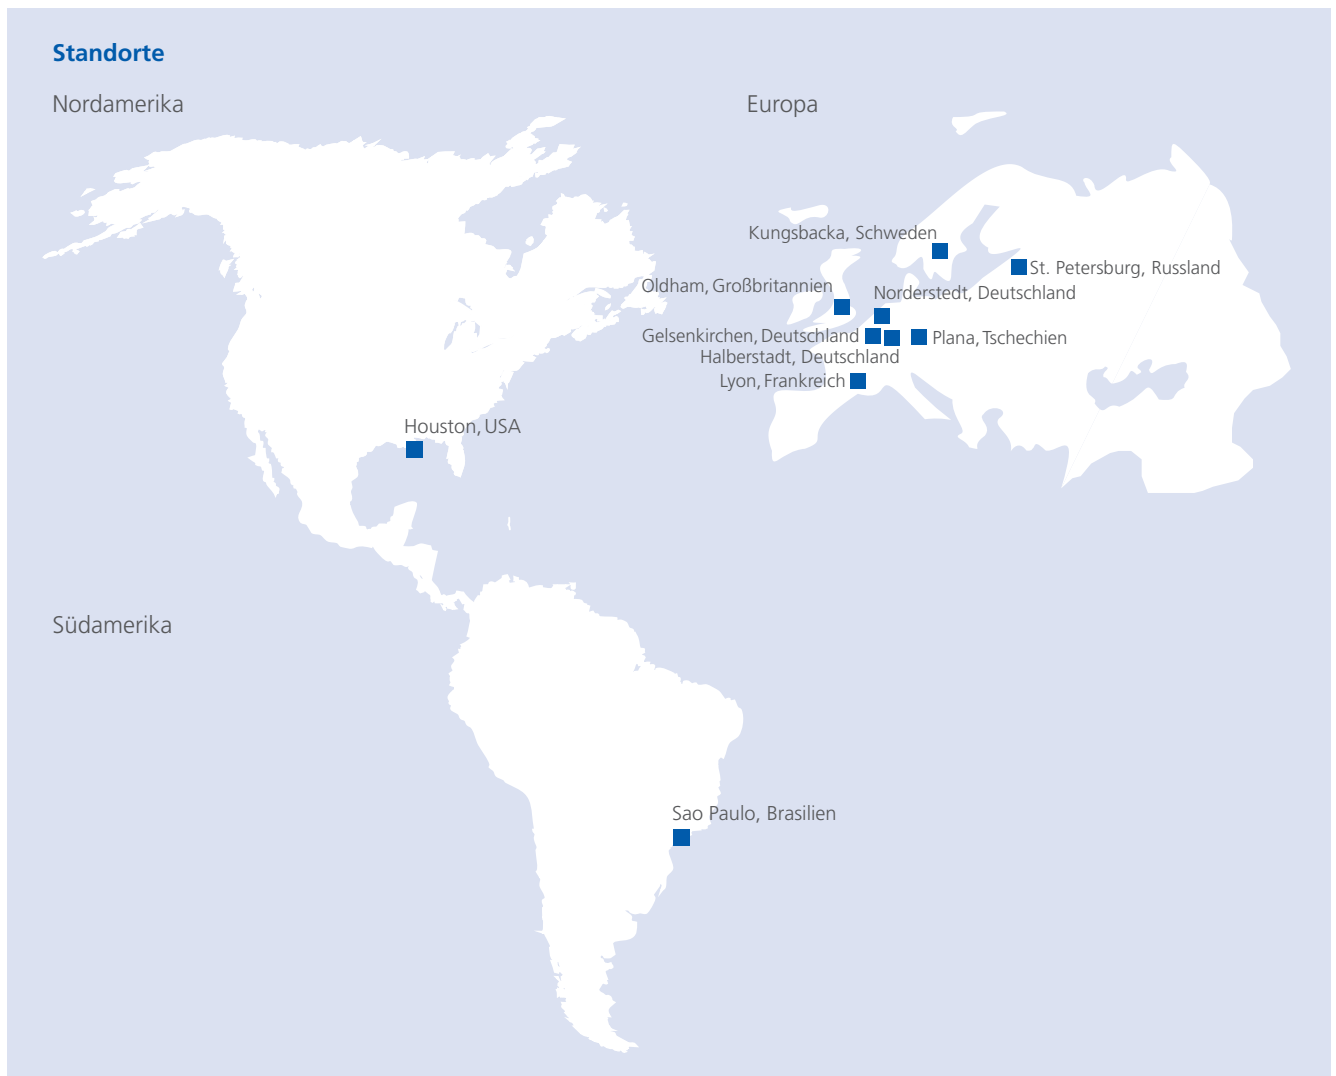 Standorte
Nordamerika
Europa
Kungsbacka, Schweden
St. Petersburg, Russland
Oldham, Großbritannien
Norderstedt, Deutschland
Gelsenkirchen, Deutschland
Plana, Tschechien
Halberstadt, Deutschland
Lyon, Frankreich
Houston, USA
Südamerika
Sao Paulo, Brasilien